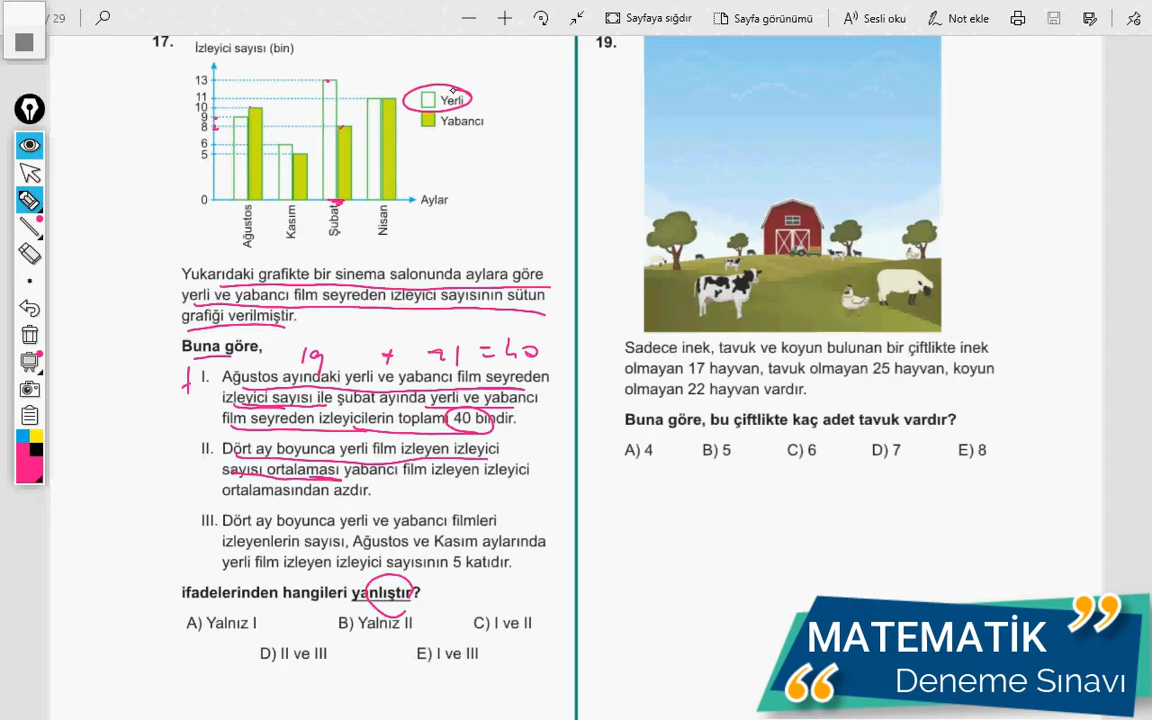 / 29
Sayfaya sığdır
Sayfa görünümü
Sesli oku
Not ekle
17.
İzleyici sayısı (bin)
13
11
10
9
8
6
5
0
Yerli
Yabancı
Aylar
Ağustos
Kasım
Şubat
Nisan
Yukarıdaki grafikte bir sinema salonunda aylara göre
yerli ve yabancı film seyreden izleyici sayısının sütun
grafiği verilmiştir.
Buna göre,
19 + 21 = 40
I. Ağustos ayındaki yerli ve yabancı film seyreden
izleyici sayısı ile şubat ayında yerli ve yabancı
film seyreden izleyicilerin toplamı 40 bindir.
II. Dört ay boyunca yerli film izleyen izleyici
sayısı ortalaması yabancı film izleyen izleyici
ortalamasından azdır.
III. Dört ay boyunca yerli ve yabancı filmleri
izleyenlerin sayısı, Ağustos ve Kasım aylarında
yerli film izleyen izleyici sayısının 5 katıdır.
ifadelerinden hangileri yanlıştır?
A) Yalnız I B) Yalnız II C) I ve II
D) II ve III E) I ve III
19.
Sadece inek, tavuk ve koyun bulunan bir çiftlikte inek
olmayan 17 hayvan, tavuk olmayan 25 hayvan, koyun
olmayan 22 hayvan vardır.
Buna göre, bu çiftlikte kaç adet tavuk vardır?
A) 4 B) 5 C) 6 D) 7 E) 8
MATEMATİK
Deneme Sınavı